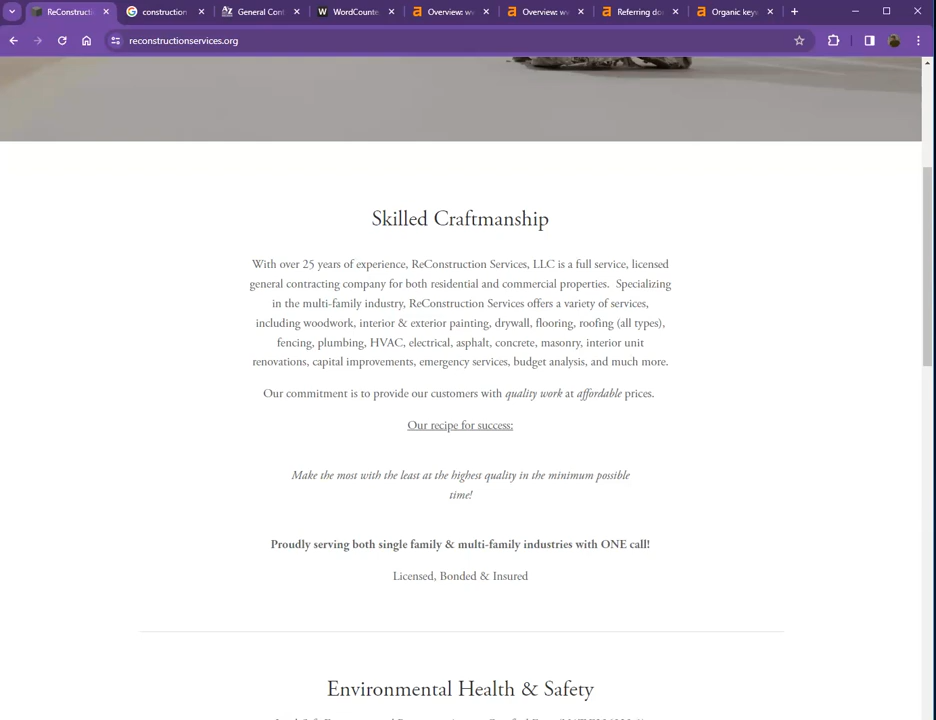 ReConstructi
construction
General Cont
WordCounte
Overview: w
Overview: w
Referring do
Organic key
reconstructionservices.org
Skilled Craftmanship
With over 25 years of experience, ReConstruction Services, LLC is a full service, licensed
general contracting company for both residential and commercial properties. Specializing
in the multi-family industry, ReConstruction Services offers a variety of services,
including woodwork, interior & exterior painting, drywall, flooring, roofing (all types),
fencing, plumbing, HVAC, electrical, asphalt, concrete, masonry, interior unit
renovations, capital improvements, emergency services, budget analysis, and much more.
Our commitment is to provide our customers with quality work at affordable prices.
Our recipe for success:
Make the most with the least at the highest quality in the minimum possible
time!
Proudly serving both single family & multi-family industries with ONE call!
Licensed, Bonded & Insured
Environmental Health & Safety